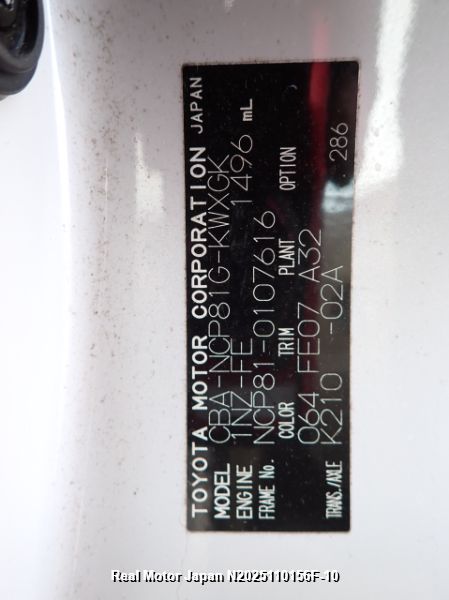 TOYOTA MOTOR CORPORATION JAPAN
MODEL CBA-NCP81G-KWXGK
ENGINE 1NZ-FE 1496 mL
FRAME No. NCP81-0107616
COLOR TRIM PLANT OPTION
064 FE07 A32 286
TRANS./AXLE K210 -02A
Real Motor Japan N2025110156F-10